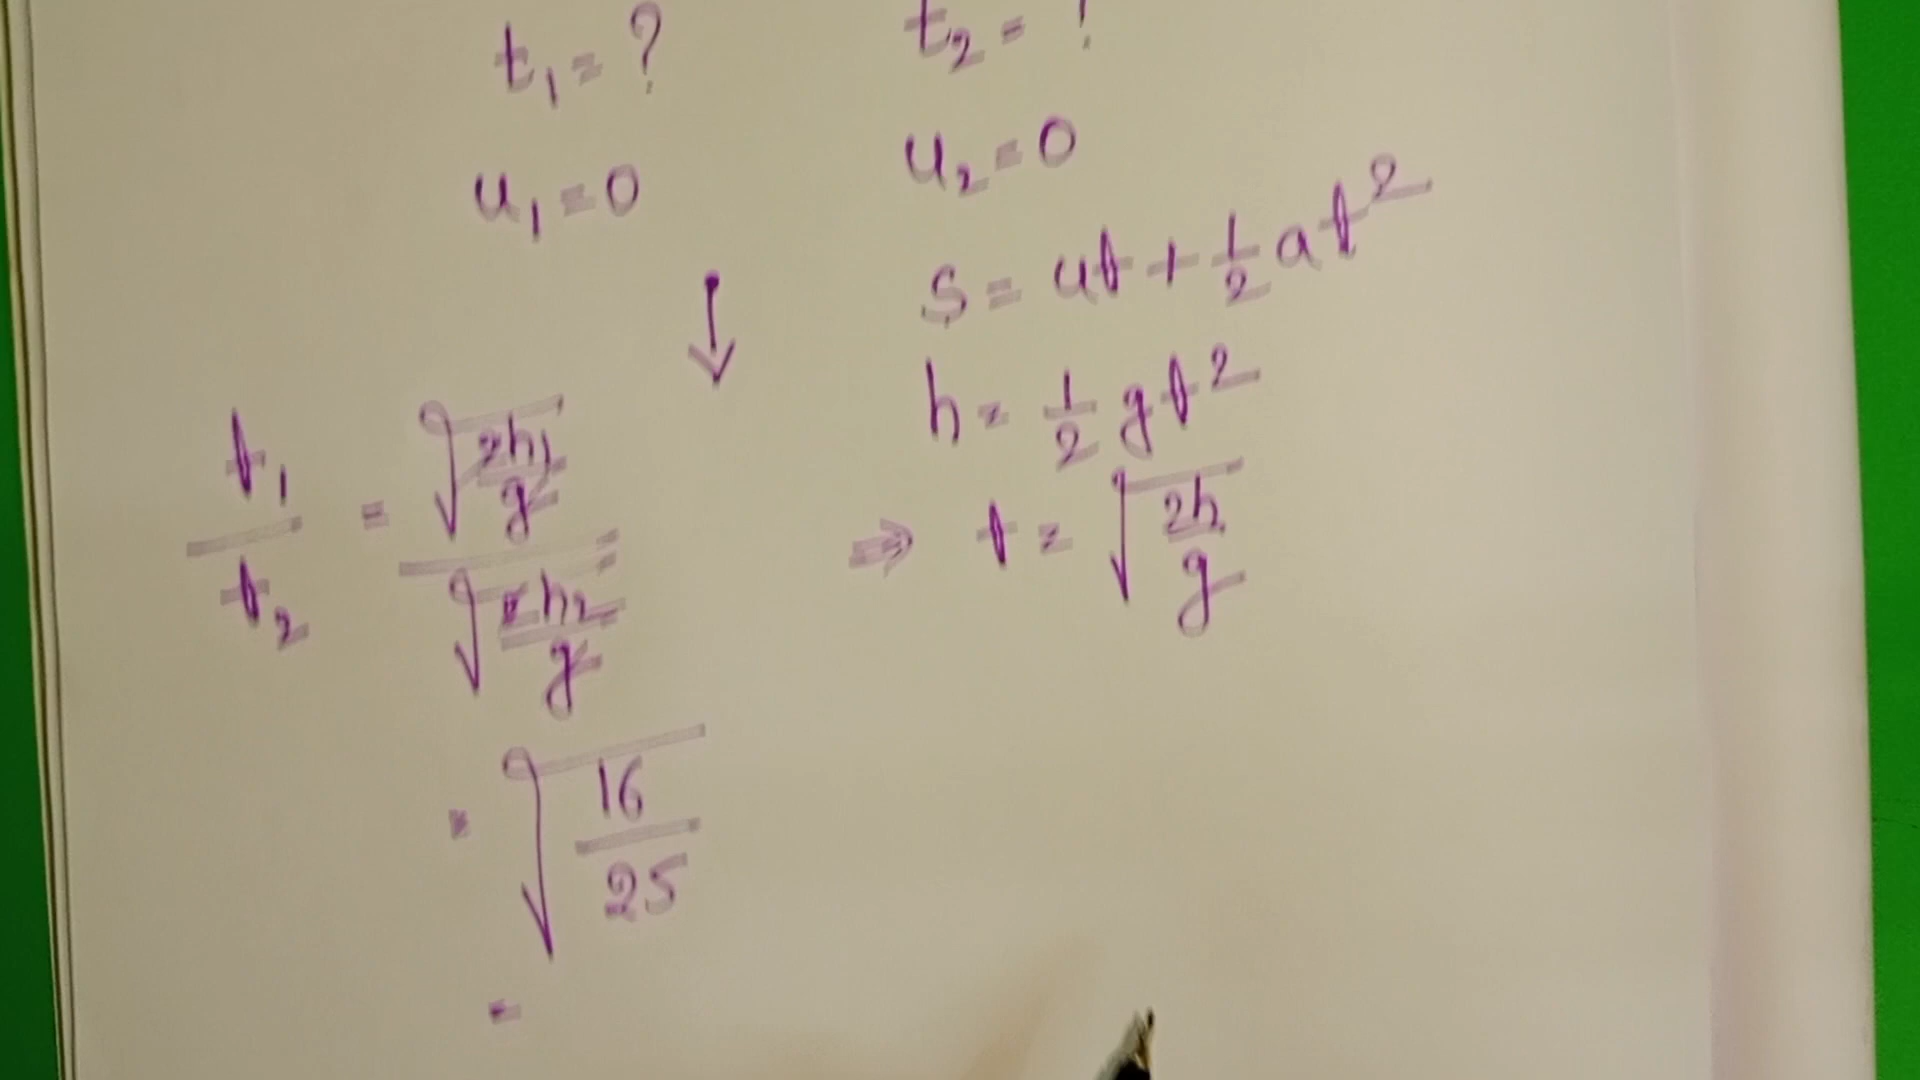 t₁ = ?
t₂ = ?
u₁ = 0
u₂ = 0
s = ut + 1/2 at²
↓
h = 1/2 gt²
t₁/t₂ = √(2h₁/g) / √(2h₂/g)
⇒ t = √(2h/g)
= √(16/25)
=